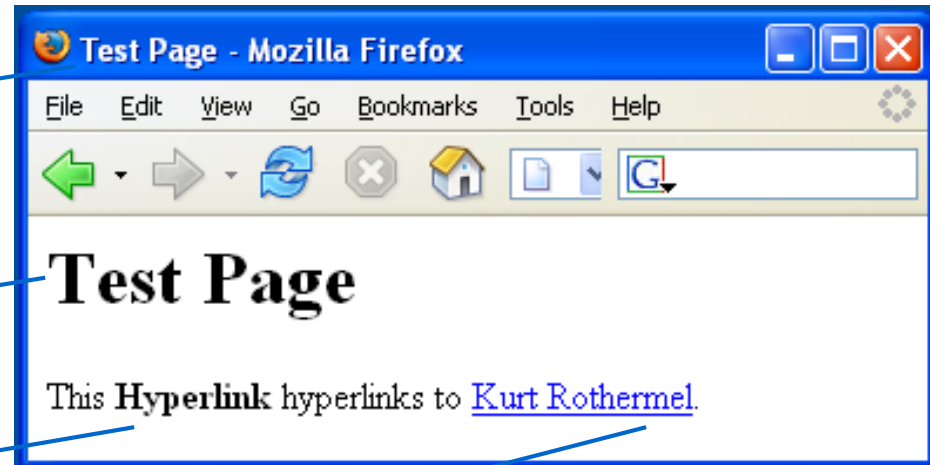 Test Page - Mozilla Firefox
File Edit View Go Bookmarks Tools Help
G
Test Page
This Hyperlink hyperlinks to Kurt Rothermel.